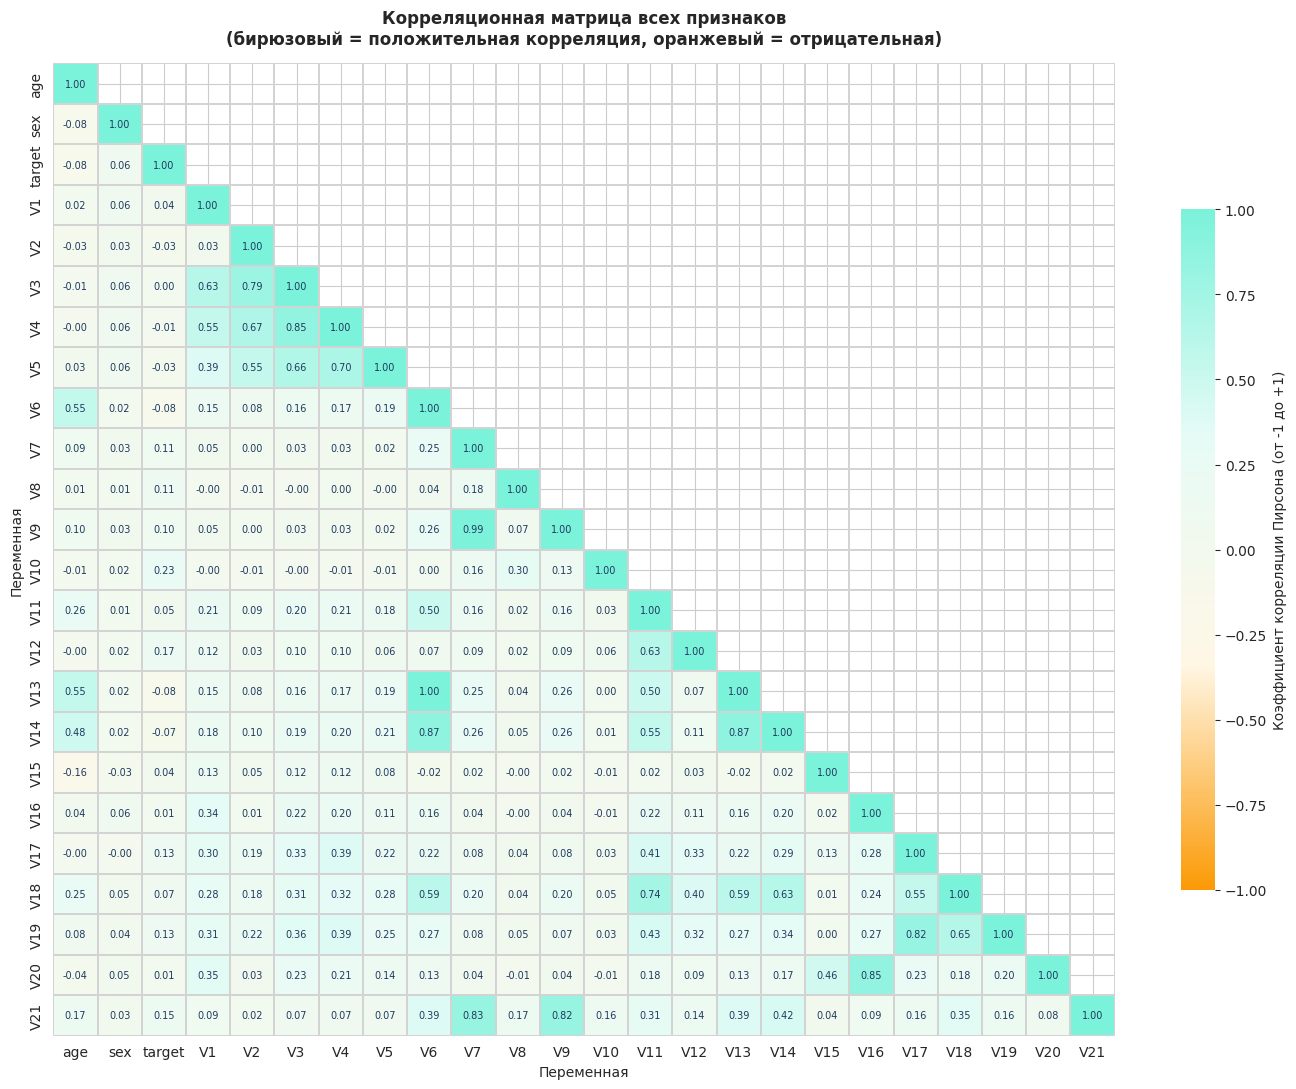 Корреляционная матрица всех признаков
(бирюзовый = положительная корреляция, оранжевый = отрицательная)
age 1.00
sex -0.08 1.00
target -0.08 0.06 1.00
V1 0.02 0.06 0.04 1.00
V2 -0.03 0.03 -0.03 0.03 1.00
V3 -0.01 0.06 0.00 0.63 0.79 1.00
V4 -0.00 0.06 -0.01 0.55 0.67 0.85 1.00
V5 0.03 0.06 -0.03 0.39 0.55 0.66 0.70 1.00
V6 0.55 0.02 -0.08 0.15 0.08 0.16 0.17 0.19 1.00
V7 0.09 0.03 0.11 0.05 0.00 0.03 0.03 0.02 0.25 1.00
V8 0.01 0.01 0.11 -0.00 -0.01 -0.00 0.00 -0.00 0.04 0.18 1.00
V9 0.10 0.03 0.10 0.05 0.00 0.03 0.03 0.02 0.26 0.99 0.07 1.00
V10 -0.01 0.02 0.23 -0.00 -0.01 -0.00 -0.01 -0.01 0.00 0.16 0.30 0.13 1.00
V11 0.26 0.01 0.05 0.21 0.09 0.20 0.21 0.18 0.50 0.16 0.02 0.16 0.03 1.00
V12 -0.00 0.02 0.17 0.12 0.03 0.10 0.10 0.06 0.07 0.09 0.02 0.09 0.06 0.63 1.00
V13 0.55 0.02 -0.08 0.15 0.08 0.16 0.17 0.19 1.00 0.25 0.04 0.26 0.00 0.50 0.07 1.00
V14 0.48 0.02 -0.07 0.18 0.10 0.19 0.20 0.21 0.87 0.26 0.05 0.26 0.01 0.55 0.11 0.87 1.00
V15 -0.16 -0.03 0.04 0.13 0.05 0.12 0.12 0.08 -0.02 0.02 -0.00 0.02 -0.01 0.02 0.03 -0.02 0.02 1.00
V16 0.04 0.06 0.01 0.34 0.01 0.22 0.20 0.11 0.16 0.04 -0.00 0.04 -0.01 0.22 0.11 0.16 0.20 0.02 1.00
V17 -0.00 -0.00 0.13 0.30 0.19 0.33 0.39 0.22 0.22 0.08 0.04 0.08 0.03 0.41 0.33 0.22 0.29 0.13 0.28 1.00
V18 0.25 0.05 0.07 0.28 0.18 0.31 0.32 0.28 0.59 0.20 0.04 0.20 0.05 0.74 0.40 0.59 0.63 0.01 0.24 0.55 1.00
V19 0.08 0.04 0.13 0.31 0.22 0.36 0.39 0.25 0.27 0.08 0.05 0.07 0.03 0.43 0.32 0.27 0.34 0.00 0.27 0.82 0.65 1.00
V20 -0.04 0.05 0.01 0.35 0.03 0.23 0.21 0.14 0.13 0.04 -0.01 0.04 -0.01 0.18 0.09 0.13 0.17 0.46 0.85 0.23 0.18 0.20 1.00
V21 0.17 0.03 0.15 0.09 0.02 0.07 0.07 0.07 0.39 0.83 0.17 0.82 0.16 0.31 0.14 0.39 0.42 0.04 0.09 0.16 0.35 0.16 0.08 1.00
age sex target V1 V2 V3 V4 V5 V6 V7 V8 V9 V10 V11 V12 V13 V14 V15 V16 V17 V18 V19 V20 V21
Переменная
Переменная
1.00
0.75
0.50
0.25
0.00
−0.25
−0.50
−0.75
−1.00
Коэффициент корреляции Пирсона (от -1 до +1)